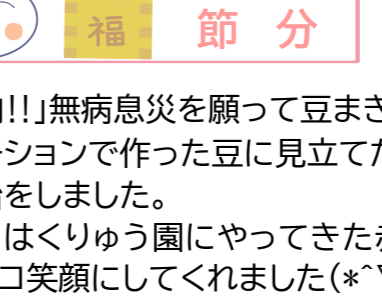 福 節分
!!」無病息災を願って豆まき
ーションで作った豆に見立てた
をしました。
はくりゅう園にやってきた
コ笑顔にしてくれました(*^